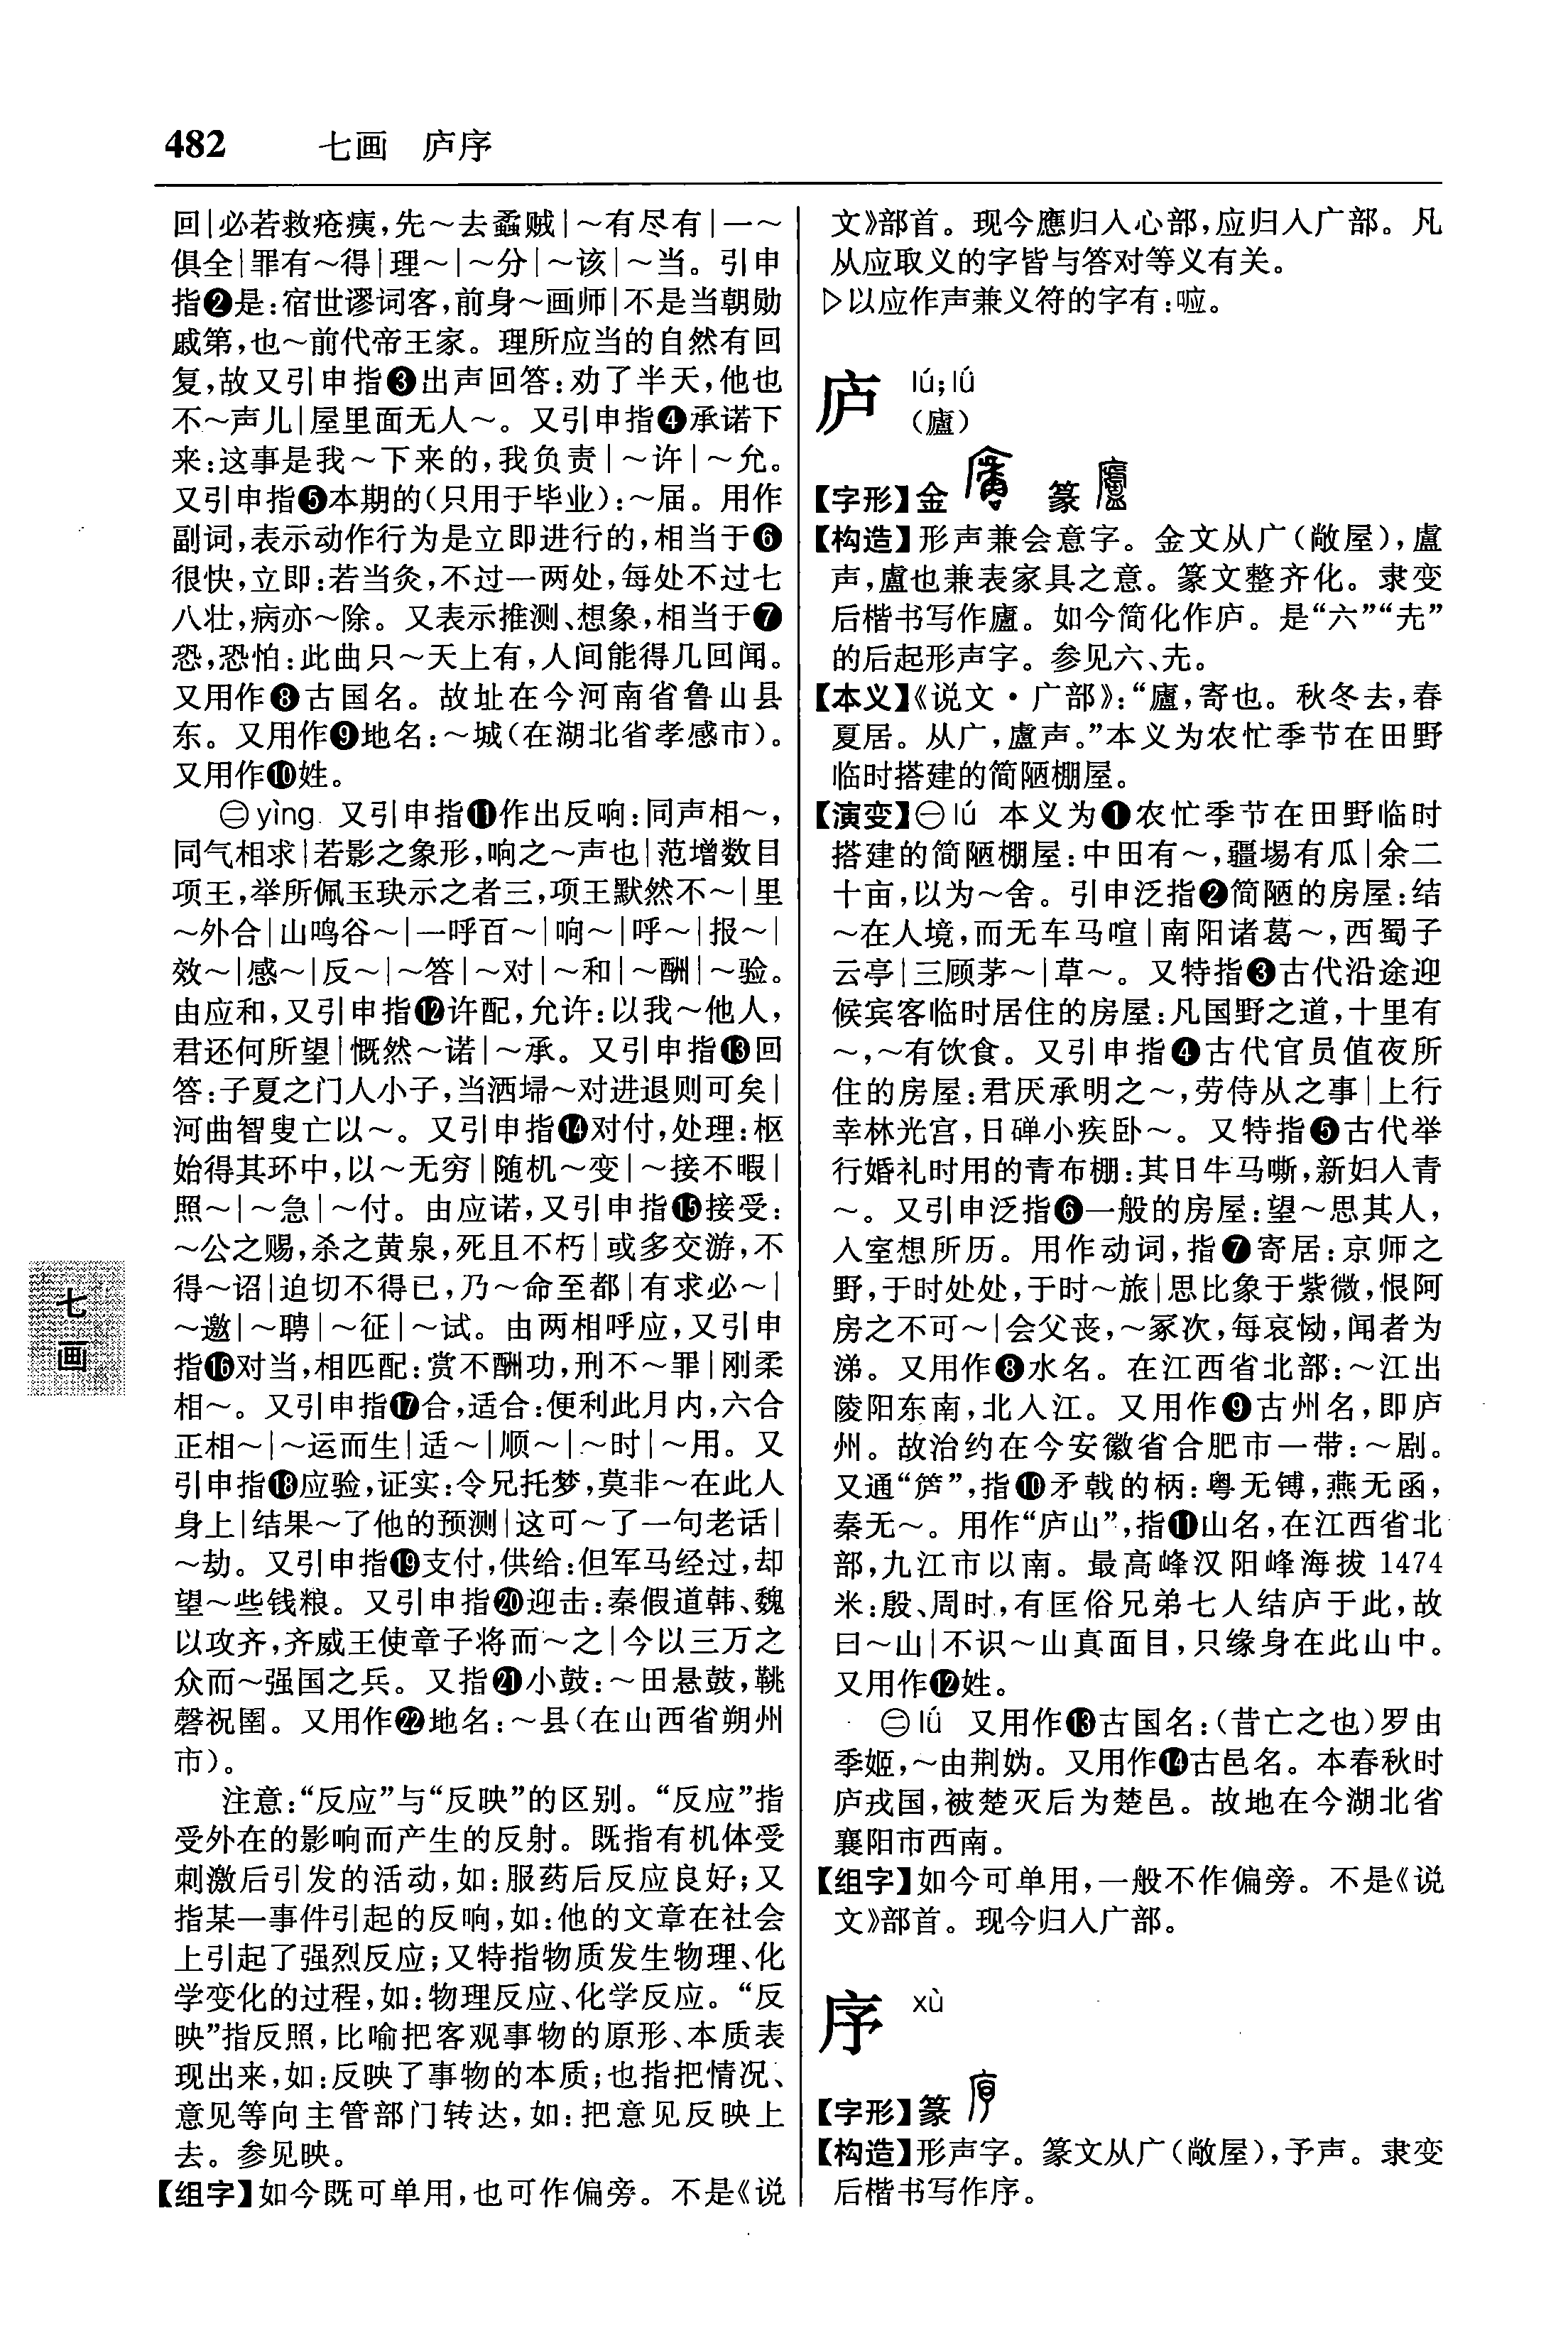 482 七画 庐序
回|必若救疮痍,先～去蟊贼|～有尽有|一～
俱全|罪有～得|理～|～分|～该|～当。引申
指❷是:宿世谬词客,前身～画师|不是当朝勋
戚第,也～前代帝王家。理所应当的自然有回
复,故又引申指❸出声回答:劝了半天,他也
不～声儿|屋里面无人～。又引申指❹承诺下
来:这事是我～下来的,我负责|～许|～允。
又引申指❺本期的(只用于毕业):～届。用作
副词,表示动作行为是立即进行的,相当于❻
很快,立即:若当灸,不过一两处,每处不过七
八壮,病亦～除。又表示推测、想象,相当于❼
恐,恐怕:此曲只～天上有,人间能得几回闻。
又用作❽古国名。故址在今河南省鲁山县
东。又用作❾地名:～城(在湖北省孝感市)。
又用作❿姓。
㊁yìng 又引申指⓫作出反响:同声相～,
同气相求|若影之象形,响之～声也|范增数目
项王,举所佩玉玦示之者三,项王默然不～|里
～外合|山鸣谷～|一呼百～|响～|呼～|报～|
效～|感～|反～|～答|～对|～和|～酬|～验。
由应和,又引申指⓬许配,允许:以我～他人,
君还何所望|慨然～诺|～承。又引申指⓭回
答:子夏之门人小子,当洒埽～对进退则可矣|
河曲智叟亡以～。又引申指⓮对付,处理:枢
始得其环中,以～无穷|随机～变|～接不暇|
照～|～急|～付。由应诺,又引申指⓯接受:
～公之赐,杀之黄泉,死且不朽|或多交游,不
得～诏|迫切不得已,乃～命至都|有求必～|
～邀|～聘|～征|～试。由两相呼应,又引申
指⓰对当,相匹配:赏不酬功,刑不～罪|刚柔
相～。又引申指⓱合,适合:便利此月内,六合
正相～|～运而生|适～|顺～|～时|～用。又
引申指⓲应验,证实:令兄托梦,莫非～在此人
身上|结果～了他的预测|这可～了一句老话|
～劫。又引申指⓳支付,供给:但军马经过,却
望～些钱粮。又引申指⓴迎击:秦假道韩、魏
以攻齐,齐威王使章子将而～之|今以三万之
众而～强国之兵。又指㉑小鼓:～田悬鼓,鞉
磬柷圉。又用作㉒地名:～县(在山西省朔州
市)。
注意:“反应”与“反映”的区别。“反应”指
受外在的影响而产生的反射。既指有机体受
刺激后引发的活动,如:服药后反应良好;又
指某一事件引起的反响,如:他的文章在社会
上引起了强烈反应;又特指物质发生物理、化
学变化的过程,如:物理反应、化学反应。“反
映”指反照,比喻把客观事物的原形、本质表
现出来,如:反映了事物的本质;也指把情况、
意见等向主管部门转达,如:把意见反映上
去。参见映。
【组字】如今既可单用,也可作偏旁。不是《说
文》部首。现今應归入心部,应归入广部。凡
从应取义的字皆与答对等义有关。
▷以应作声兼义符的字有:啦。
庐 lú;lǘ
(廬)
【字形】金 篆
【构造】形声兼会意字。金文从广(敞屋),盧
声,盧也兼表家具之意。篆文整齐化。隶变
后楷书写作廬。如今简化作庐。是“六”“圥”
的后起形声字。参见六、圥。
【本义】《说文·广部》:“廬,寄也。秋冬去,春
夏居。从广,盧声。”本义为农忙季节在田野
临时搭建的简陋棚屋。
【演变】㊀lú 本义为❶农忙季节在田野临时
搭建的简陋棚屋:中田有～,疆埸有瓜|余二
十亩,以为～舍。引申泛指❷简陋的房屋:结
～在人境,而无车马喧|南阳诸葛～,西蜀子
云亭|三顾茅～|草～。又特指❸古代沿途迎
候宾客临时居住的房屋:凡国野之道,十里有
～,～有饮食。又引申指❹古代官员值夜所
住的房屋:君厌承明之～,劳侍从之事|上行
幸林光宫,日磾小疾卧～。又特指❺古代举
行婚礼时用的青布棚:其日牛马嘶,新妇入青
～。又引申泛指❻一般的房屋:望～思其人,
入室想所历。用作动词,指❼寄居:京师之
野,于时处处,于时～旅|思比象于紫微,恨阿
房之不可～|会父丧,～冢次,每哀恸,闻者为
涕。又用作❽水名。在江西省北部:～江出
陵阳东南,北入江。又用作❾古州名,即庐
州。故治约在今安徽省合肥市一带:～剧。
又通“笀”,指❿矛戟的柄:粤无镈,燕无函,
秦无～。用作“庐山”,指⓫山名,在江西省北
部,九江市以南。最高峰汉阳峰海拔 1474
米:殷、周时,有匡俗兄弟七人结庐于此,故
曰～山|不识～山真面目,只缘身在此山中。
又用作⓬姓。
㊁lǘ 又用作⓭古国名:(昔亡之也)罗由
季姬,～由荆妫。又用作⓮古邑名。本春秋时
庐戎国,被楚灭后为楚邑。故地在今湖北省
襄阳市西南。
【组字】如今可单用,一般不作偏旁。不是《说
文》部首。现今归入广部。
序 xù
【字形】篆
【构造】形声字。篆文从广(敞屋),予声。隶变
后楷书写作序。
七
画